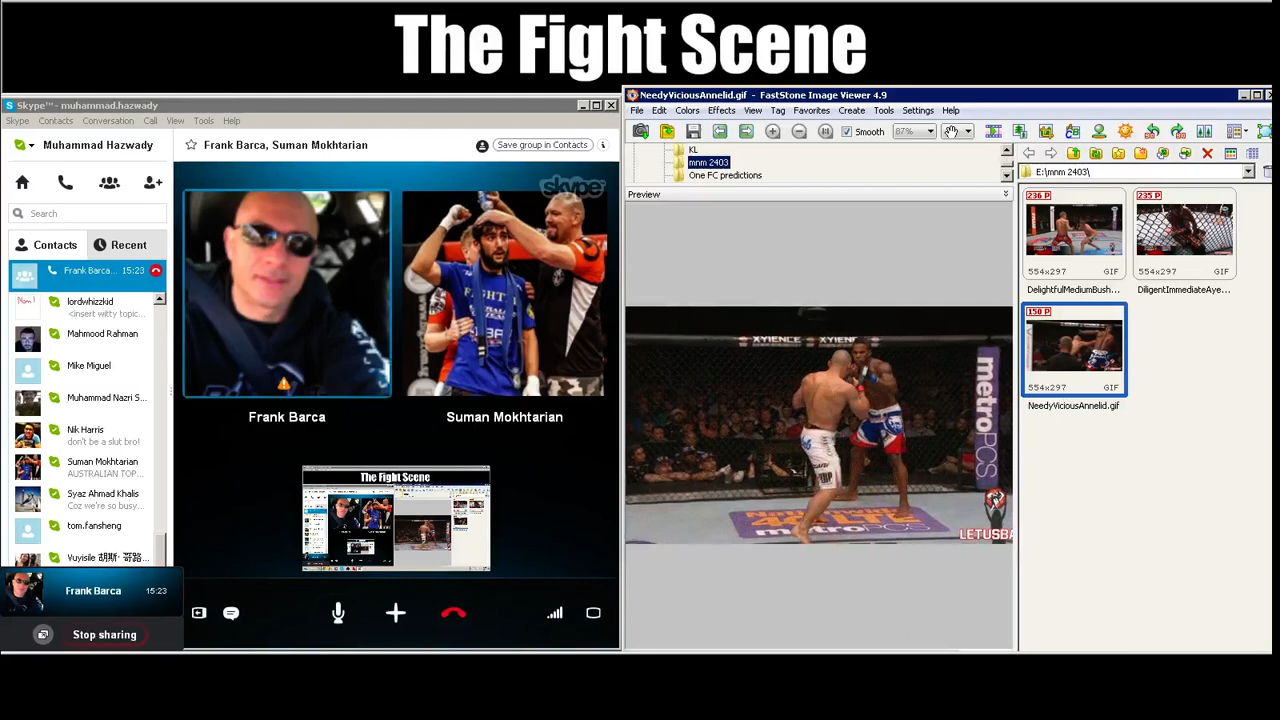 The Fight Scene
Skype™ - muhammad.hazwady
Skype Contacts Conversation Call View Tools Help
Muhammad Hazwady
Search
Contacts
Recent
Frank Barca... 15:23
lordwhizzkid
<insert witty topic...
Mahmood Rahman
Mike Miguel
Muhammad Nazri S...
Nik Harris
don't be a slut bro!
Suman Mokhtarian
AUSTRALIAN TOP...
Syaz Ahmad Khalis
Coz we're so busy...
tom.fansheng
Frank Barca 15:23
Stop sharing
Frank Barca, Suman Mokhtarian
Save group in Contacts
skype
Frank Barca
Suman Mokhtarian
The Fight Scene
NeedyViciousAnnelid.gif - FastStone Image Viewer 4.9
File Edit Colors Effects View Tag Favorites Create Tools Settings Help
Smooth 87%
KL
mnm 2403
One FC predictions
Preview
XYIENCE
XYIENCE
metroPCS
metroPCS
LETUSBA
E:\mnm 2403\
236 P
554x297 GIF
DelightfulMediumBush...
235 P
554x297 GIF
DiligentImmediateAye...
150 P
554x297 GIF
NeedyViciousAnnelid.gif